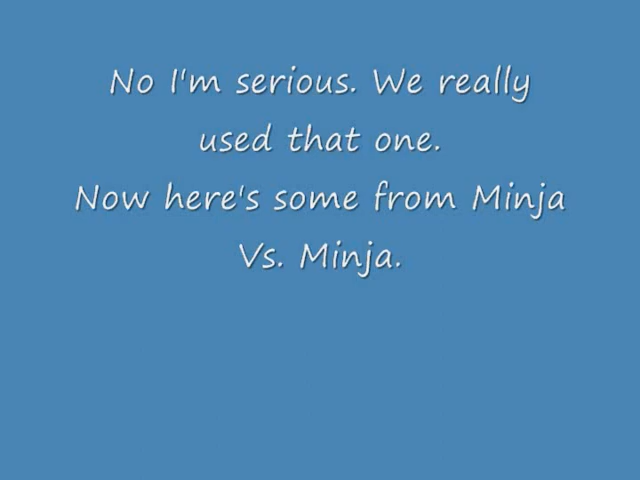 No I'm serious. We really
used that one.
Now here's some from Minja
Vs. Minja.